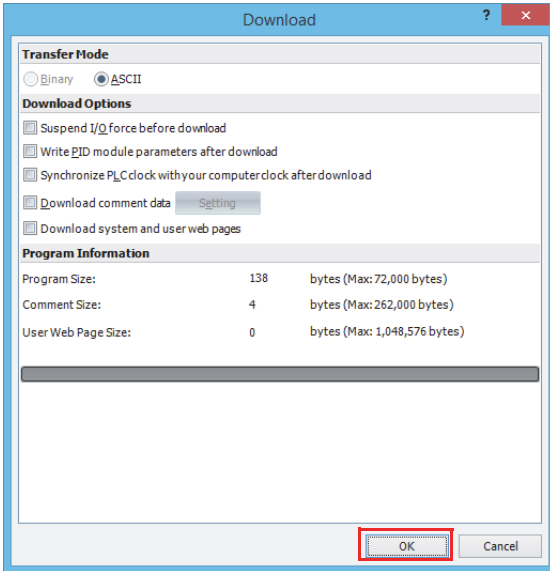 Download
?
×
Transfer Mode
Binary ASCII
Download Options
Suspend I/O force before download
Write PID module parameters after download
Synchronize PLC clock with your computer clock after download
Download comment data Setting
Download system and user web pages
Program Information
Program Size: 138 bytes (Max: 72,000 bytes)
Comment Size: 4 bytes (Max: 262,000 bytes)
User Web Page Size: 0 bytes (Max: 1,048,576 bytes)
OK Cancel